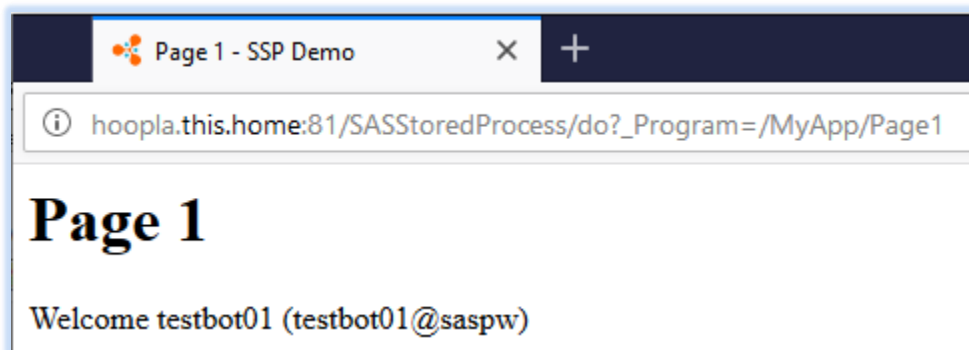 Page 1 - SSP Demo
hoopla.this.home:81/SASStoredProcess/do?_Program=/MyApp/Page1
Page 1
Welcome testbot01 (testbot01@saspw)